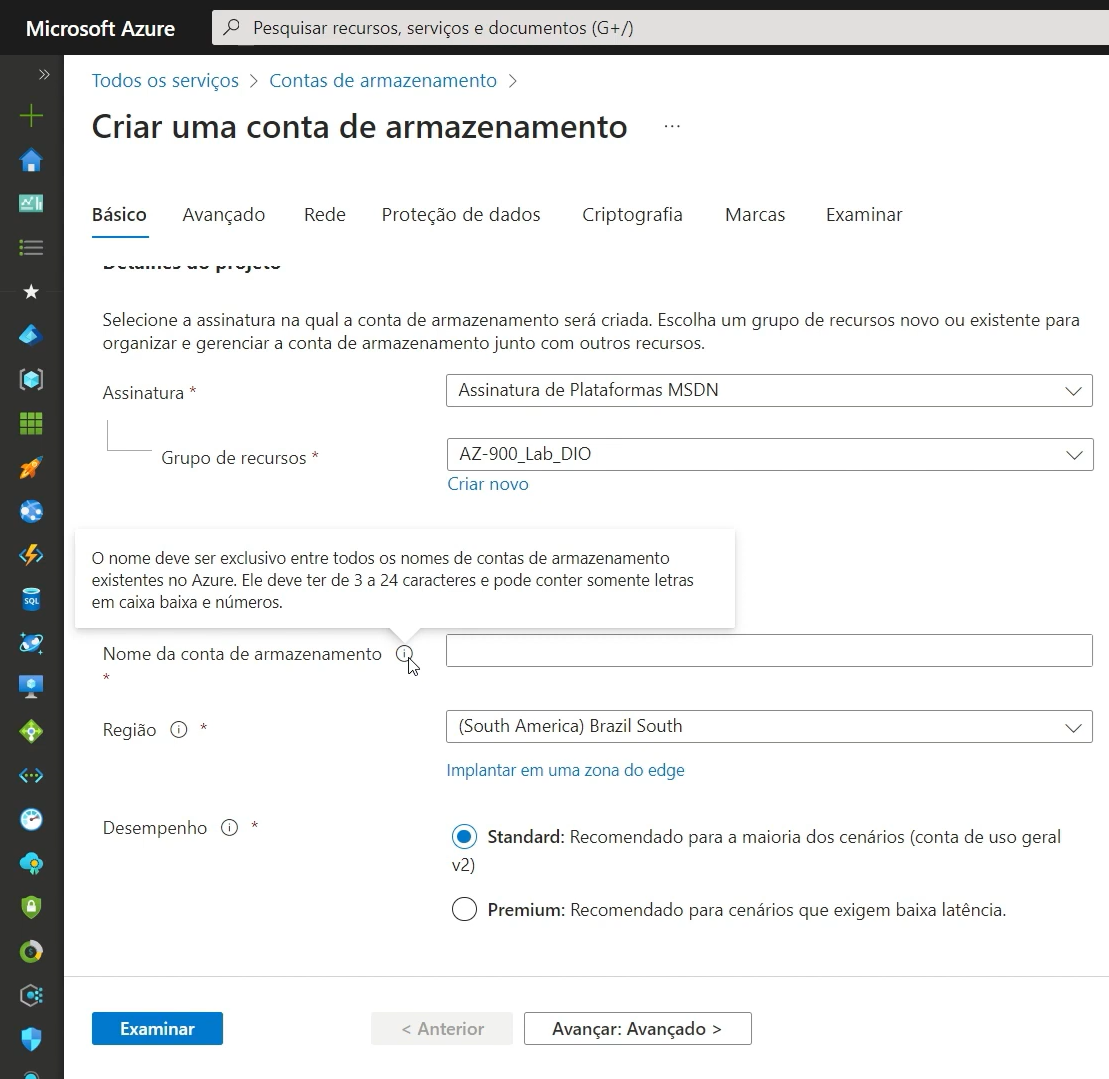 Microsoft Azure
Pesquisar recursos, serviços e documentos (G+/)
Todos os serviços > Contas de armazenamento >
Criar uma conta de armazenamento ...
Básico Avançado Rede Proteção de dados Criptografia Marcas Examinar
Detalhes do projeto
Selecione a assinatura na qual a conta de armazenamento será criada. Escolha um grupo de recursos novo ou existente para
organizar e gerenciar a conta de armazenamento junto com outros recursos.
Assinatura *
Assinatura de Plataformas MSDN
Grupo de recursos *
AZ-900_Lab_DIO
Criar novo
O nome deve ser exclusivo entre todos os nomes de contas de armazenamento
existentes no Azure. Ele deve ter de 3 a 24 caracteres e pode conter somente letras
em caixa baixa e números.
Nome da conta de armazenamento
*
Região *
(South America) Brazil South
Implantar em uma zona do edge
Desempenho *
Standard: Recomendado para a maioria dos cenários (conta de uso geral
v2)
Premium: Recomendado para cenários que exigem baixa latência.
SQL
Examinar
< Anterior
Avançar: Avançado >